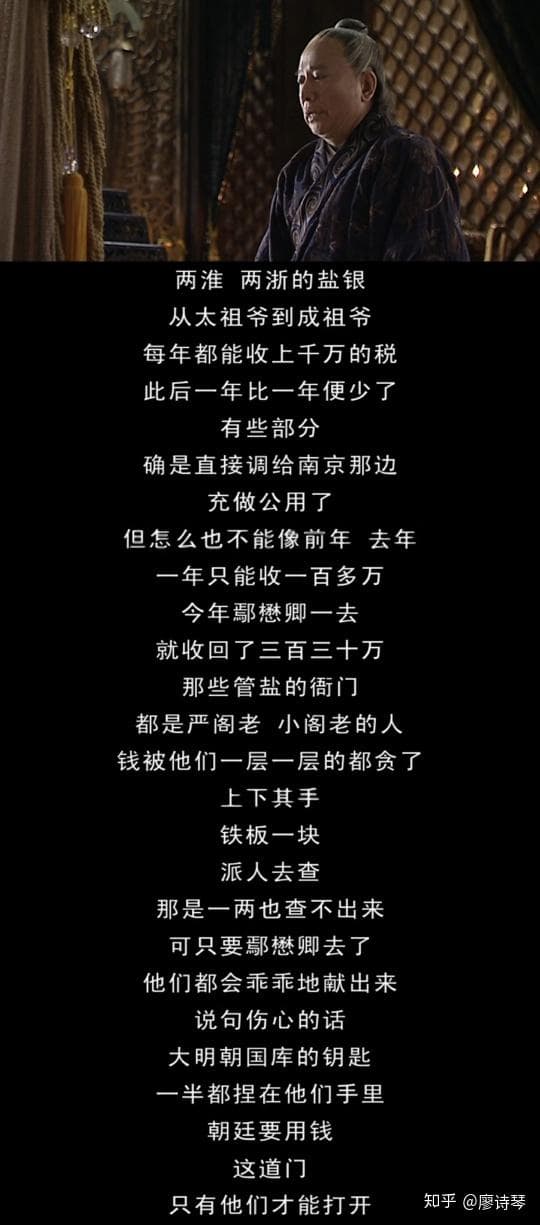 两淮 两浙的盐银
从太祖爷到成祖爷
每年都能收上千万的税
此后一年比一年便少了
有些部分
确是直接调给南京那边
充做公用了
但怎么也不能像前年 去年
一年只能收一百多万
今年鄢懋卿一去
就收回了三百三十万
那些管盐的衙门
都是严阁老 小阁老的人
钱被他们一层一层的都贪了
上下其手
铁板一块
派人去查
那是一两也查不出来
可只要鄢懋卿去了
他们都会乖乖地献出来
说句伤心的话
大明朝国库的钥匙
一半都捏在他们手里
朝廷要用钱
这道门
只有他们才能打开
知乎 @廖诗琴